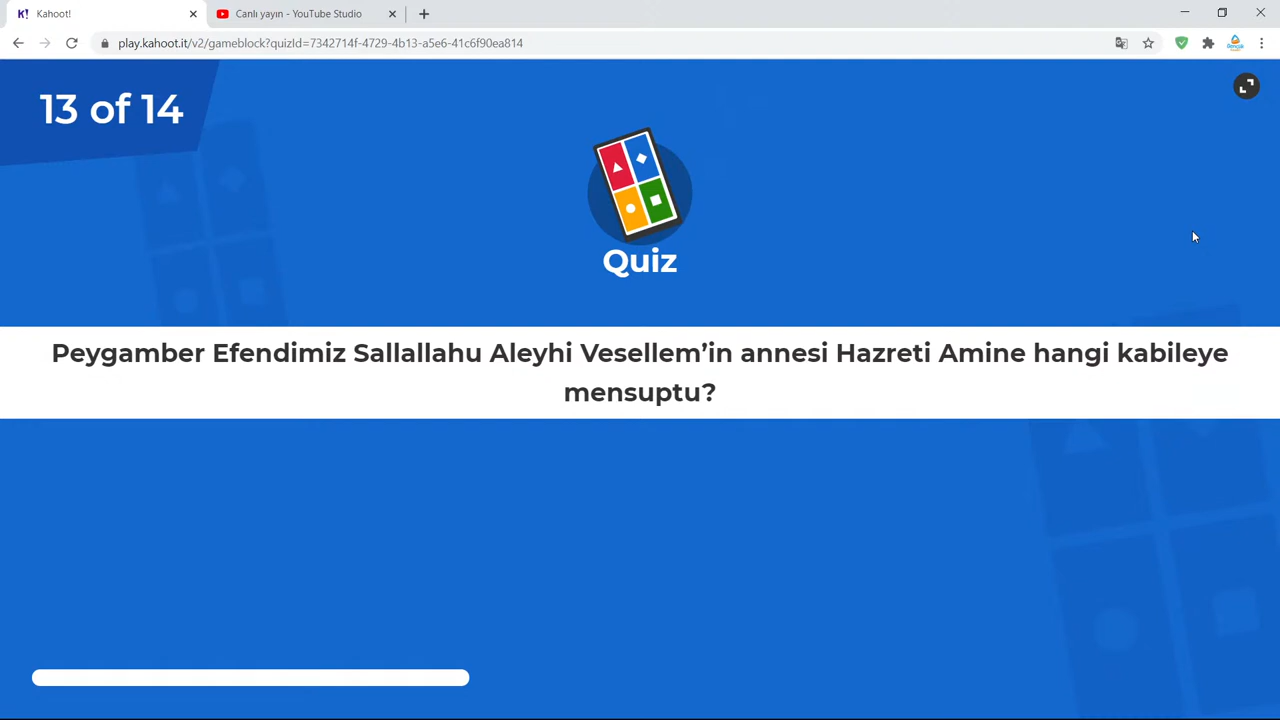 Kahoot!
Canlı yayın - YouTube Studio
play.kahoot.it/v2/gameblock?quizId=7342714f-4729-4b13-a5e6-41c6f90ea814
13 of 14
Quiz
Peygamber Efendimiz Sallallahu Aleyhi Vesellem’in annesi Hazreti Amine hangi kabileye
mensuptu?